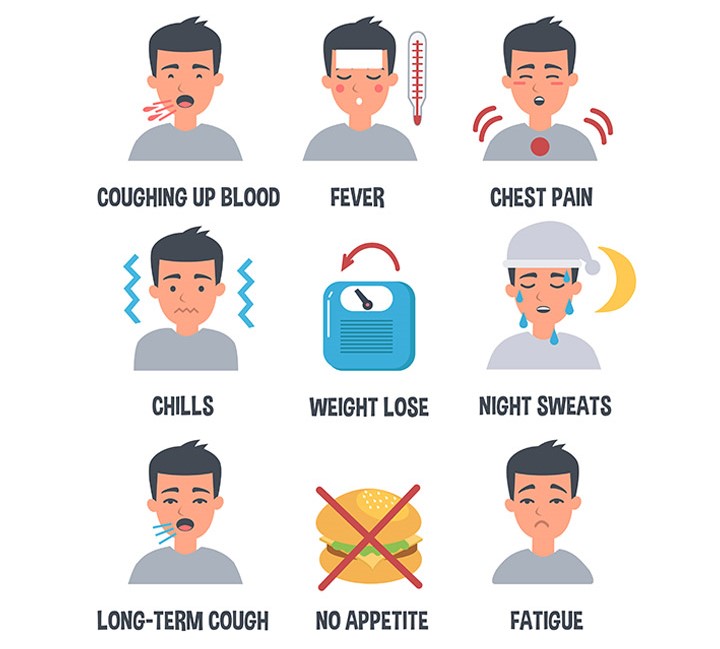 COUGHING UP BLOOD
FEVER
CHEST PAIN
CHILLS
WEIGHT LOSE
NIGHT SWEATS
LONG-TERM COUGH
NO APPETITE
FATIGUE